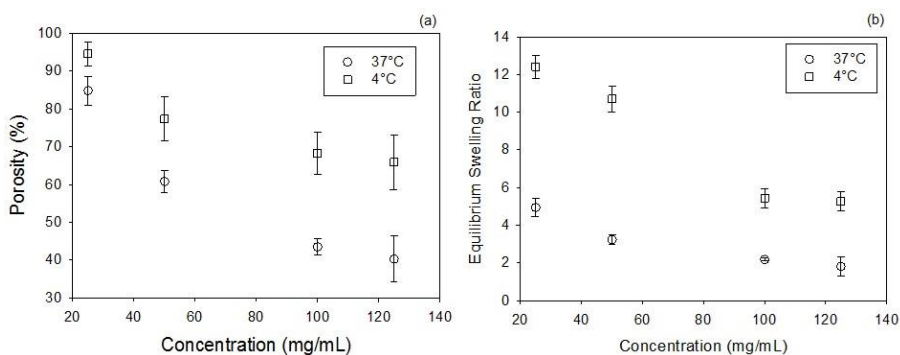 (a)
100
90
80
70
60
50
40
30
Porosity (%)
37°C
4°C
20 40 60 80 100 120 140
Concentration (mg/mL)
(b)
14
12
10
8
6
4
2
0
Equilibrium Swelling Ratio
37°C
4°C
20 40 60 80 100 120 140
Concentration (mg/mL)